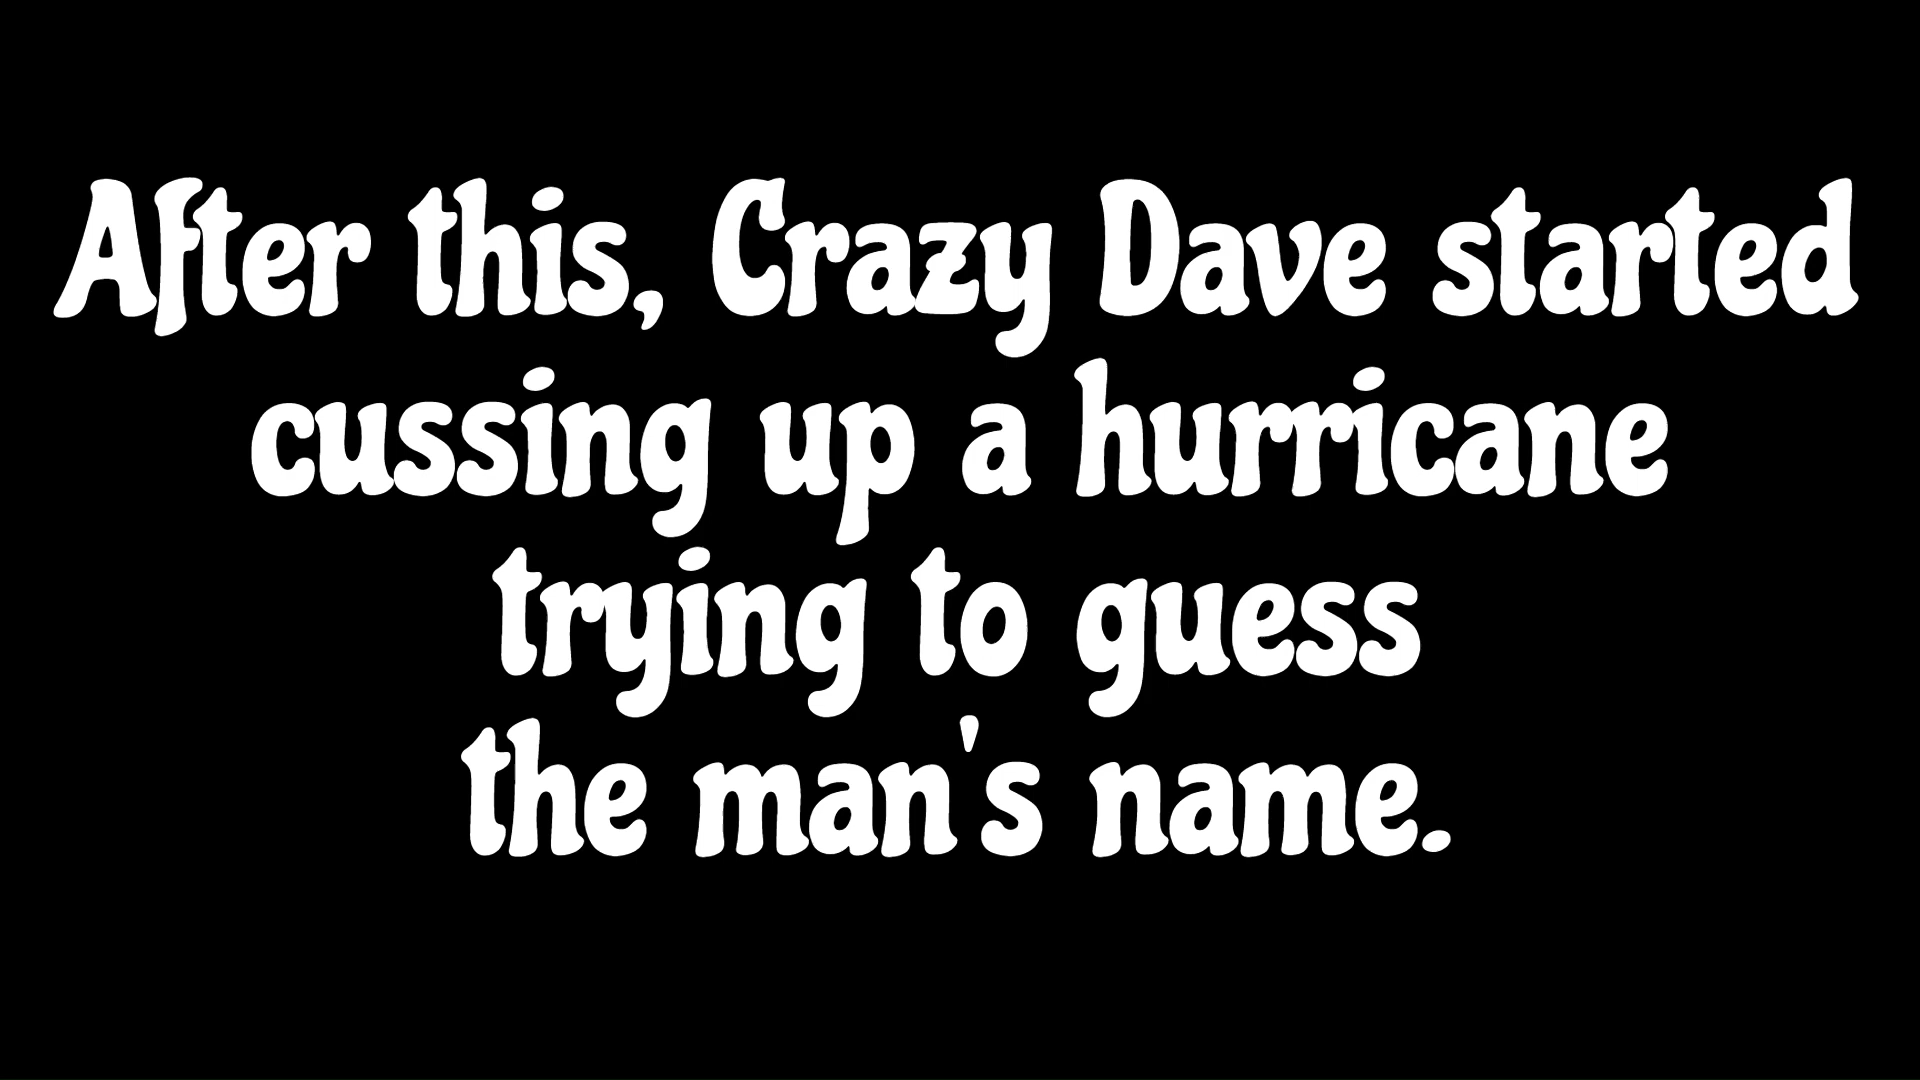 After this, Crazy Dave started
cussing up a hurricane
trying to guess
the man's name.